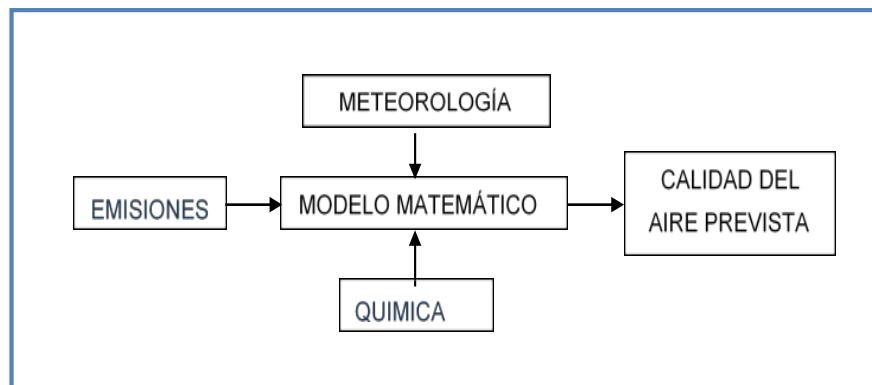 METEOROLOGÍA
EMISIONES
MODELO MATEMÁTICO
CALIDAD DEL
AIRE PREVISTA
QUIMICA